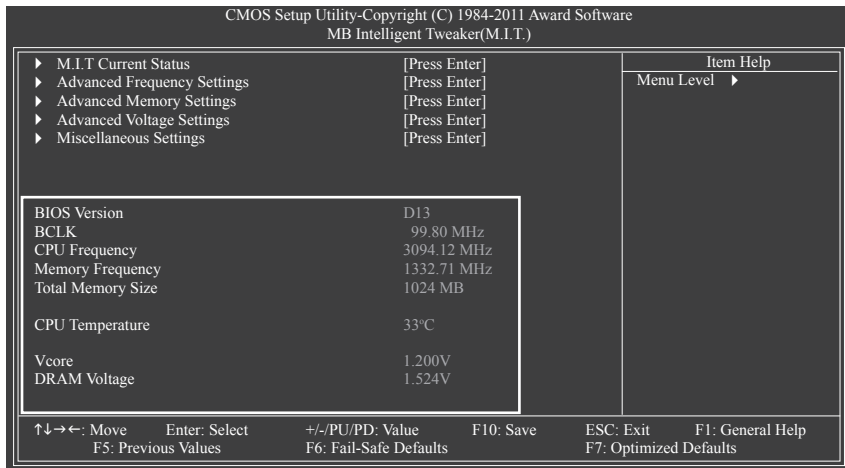 CMOS Setup Utility-Copyright (C) 1984-2011 Award Software
MB Intelligent Tweaker(M.I.T.)
▶ M.I.T Current Status [Press Enter]
▶ Advanced Frequency Settings [Press Enter]
▶ Advanced Memory Settings [Press Enter]
▶ Advanced Voltage Settings [Press Enter]
▶ Miscellaneous Settings [Press Enter]
Item Help
Menu Level ▶
BIOS Version D13
BCLK 99.80 MHz
CPU Frequency 3094.12 MHz
Memory Frequency 1332.71 MHz
Total Memory Size 1024 MB
CPU Temperature 33°C
Vcore 1.200V
DRAM Voltage 1.524V
↑↓→←: Move Enter: Select +/-/PU/PD: Value F10: Save ESC: Exit F1: General Help
F5: Previous Values F6: Fail-Safe Defaults F7: Optimized Defaults